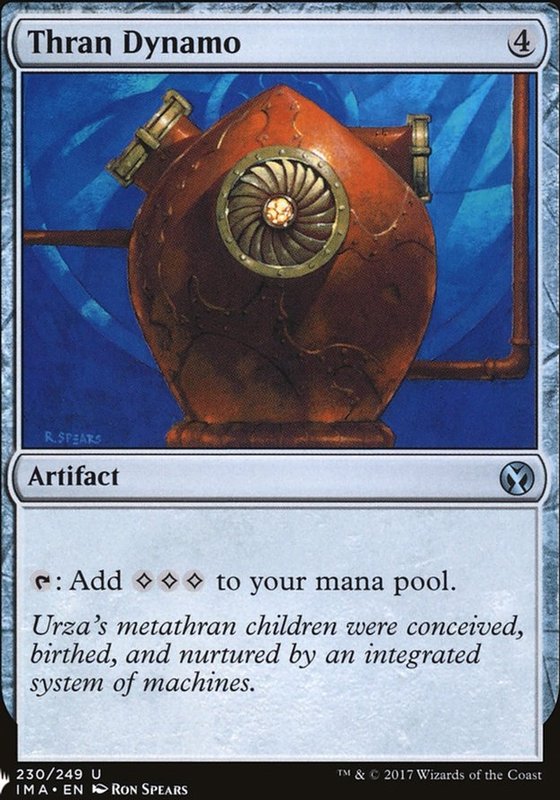 Thran Dynamo 4
R. SPEARS
Artifact
: Add to your mana pool.
Urza's metathran children were conceived,
birthed, and nurtured by an integrated
system of machines.
230/249 U
IMA • EN Ron Spears
™ & © 2017 Wizards of the Coast